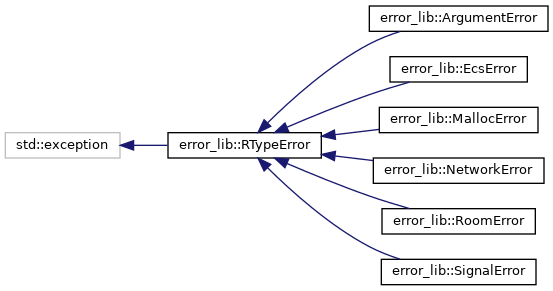 std::exception
error_lib::RTypeError
error_lib::ArgumentError
error_lib::EcsError
error_lib::MallocError
error_lib::NetworkError
error_lib::RoomError
error_lib::SignalError